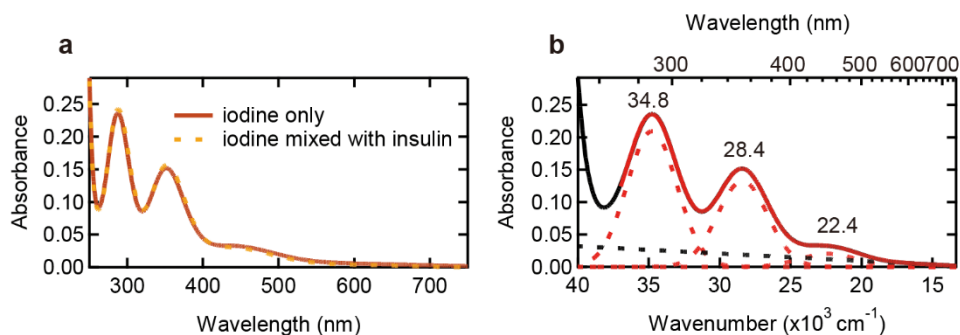 a
Absorbance
0.25
0.20
0.15
0.10
0.05
0.00
iodine only
iodine mixed with insulin
300 400 500 600 700
Wavelength (nm)
b
Wavelength (nm)
300 400 500 600 700
Absorbance
0.25
0.20
0.15
0.10
0.05
0.00
34.8
28.4
22.4
40 35 30 25 20 15
Wavenumber (x10³ cm⁻¹)